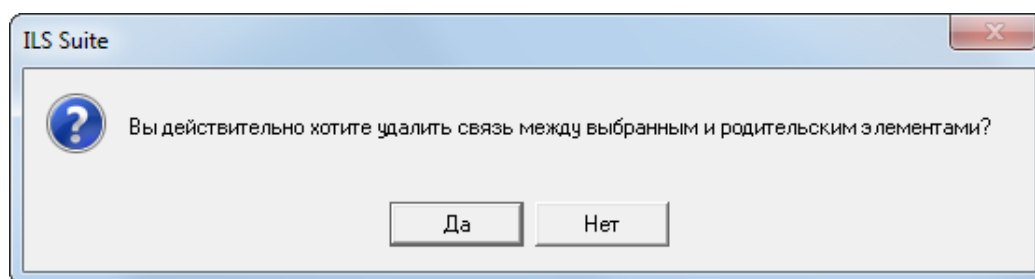 ILS Suite
Вы действительно хотите удалить связь между выбранным и родительским элементами?
Да
Нет